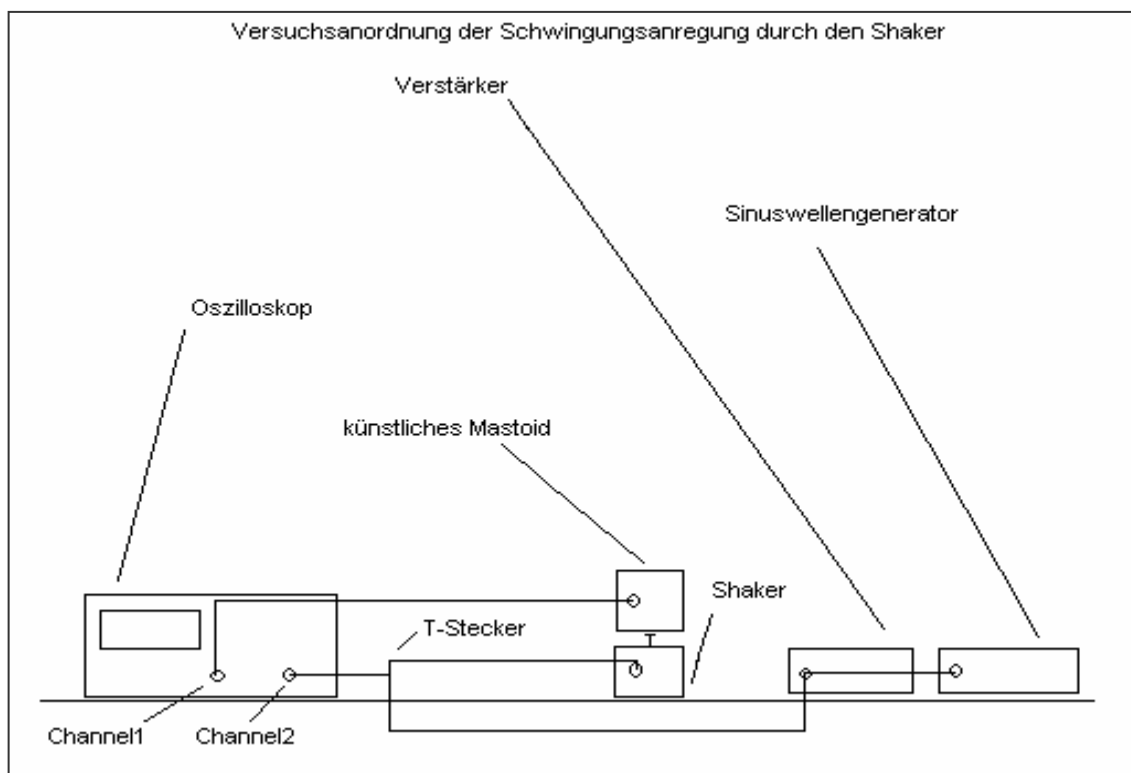 Versuchsanordnung der Schwingungsanregung durch den Shaker
Verstärker
Sinuswellengenerator
Oszilloskop
künstliches Mastoid
Shaker
T-Stecker
Channel1
Channel2